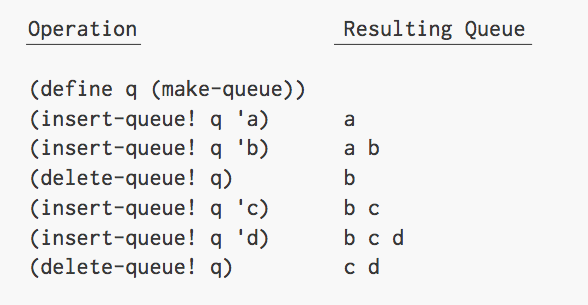 Operation Resulting Queue
(define q (make-queue))
(insert-queue! q 'a) a
(insert-queue! q 'b) a b
(delete-queue! q) b
(insert-queue! q 'c) b c
(insert-queue! q 'd) b c d
(delete-queue! q) c d